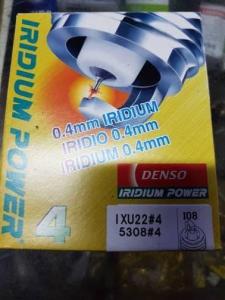 IRIDIUM POWER
0.4mm IRIDIUM
IRIDIO 0.4mm
IRIDIUM 0.4mm
4
DENSO
IRIDIUM POWER
IXU22#4
5308#4
108